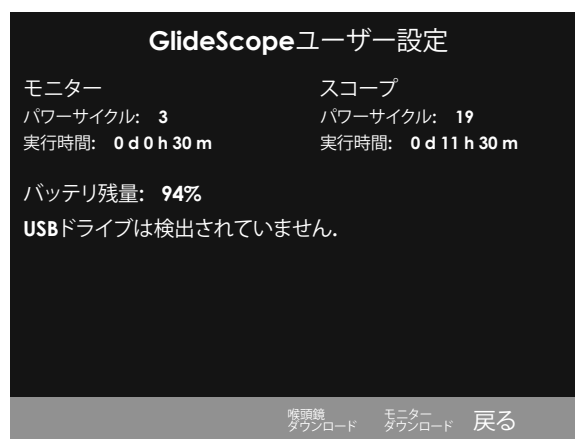 GlideScopeユーザー設定
モニター
パワーサイクル: 3
実行時間: 0 d 0 h 30 m
スコープ
パワーサイクル: 19
実行時間: 0 d 11 h 30 m
バッテリ残量: 94%
USBドライブは検出されていません.
喉頭鏡
ダウンロード
モニター
ダウンロード
戻る